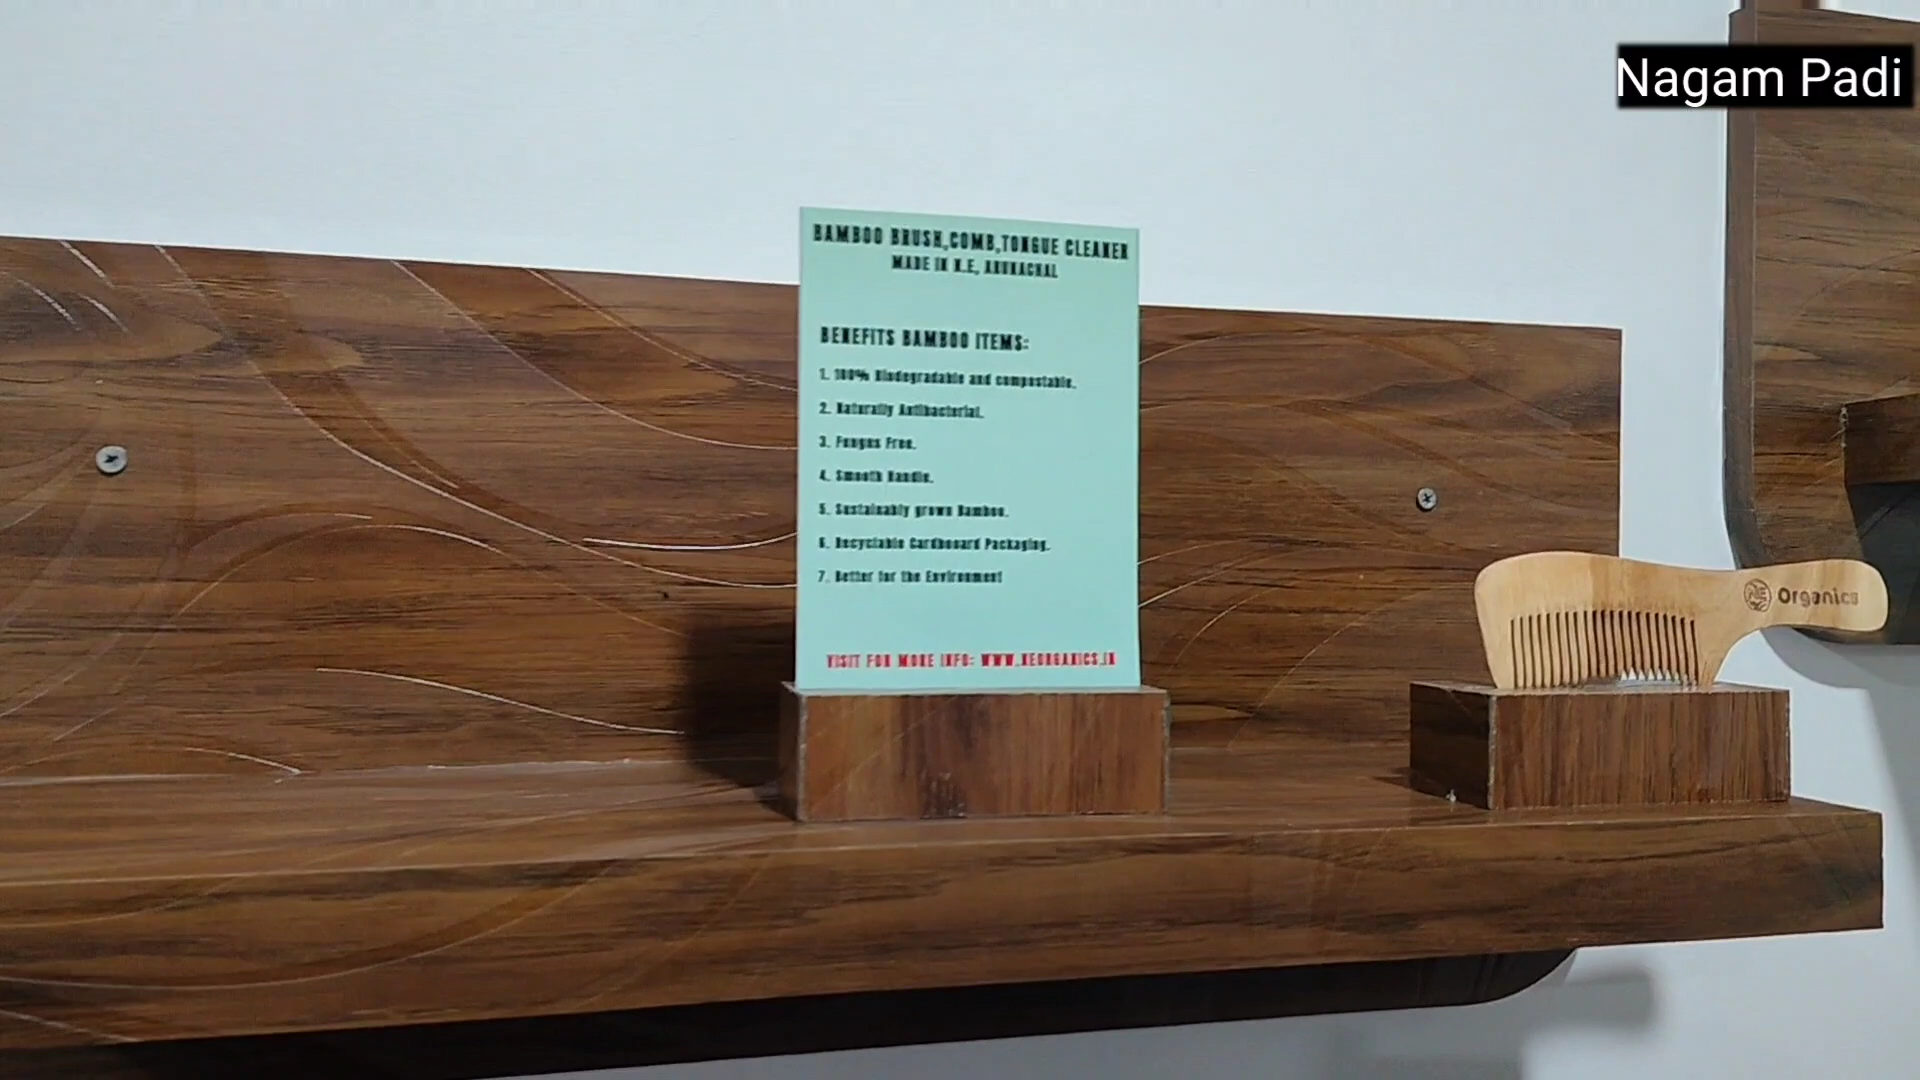 Nagam Padi
BAMBOO BRUSH,COMB,TONGUE CLEANER
MADE IN N.E, ARUNACHAL
BENEFITS BAMBOO ITEMS:
1. 100% Biodegradable and compostable.
2. Naturally Antibacterial.
3. Fungus Free.
4. Smooth Handle.
5. Sustainably grown Bamboo.
6. Recyclable Cardboard Packaging.
7. Better for the Environment
VISIT FOR MORE INFO: WWW.NEORGANICS.IN
NE Organics